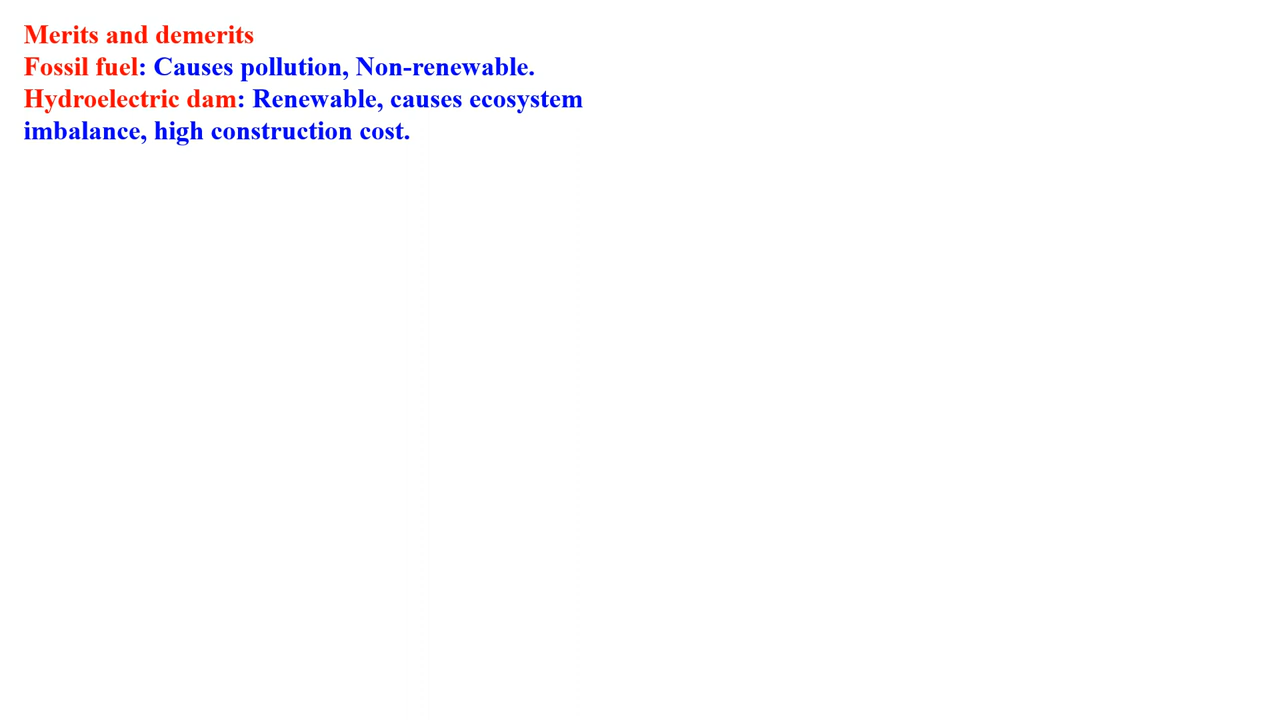 Merits and demerits
Fossil fuel: Causes pollution, Non-renewable.
Hydroelectric dam: Renewable, causes ecosystem
imbalance, high construction cost.